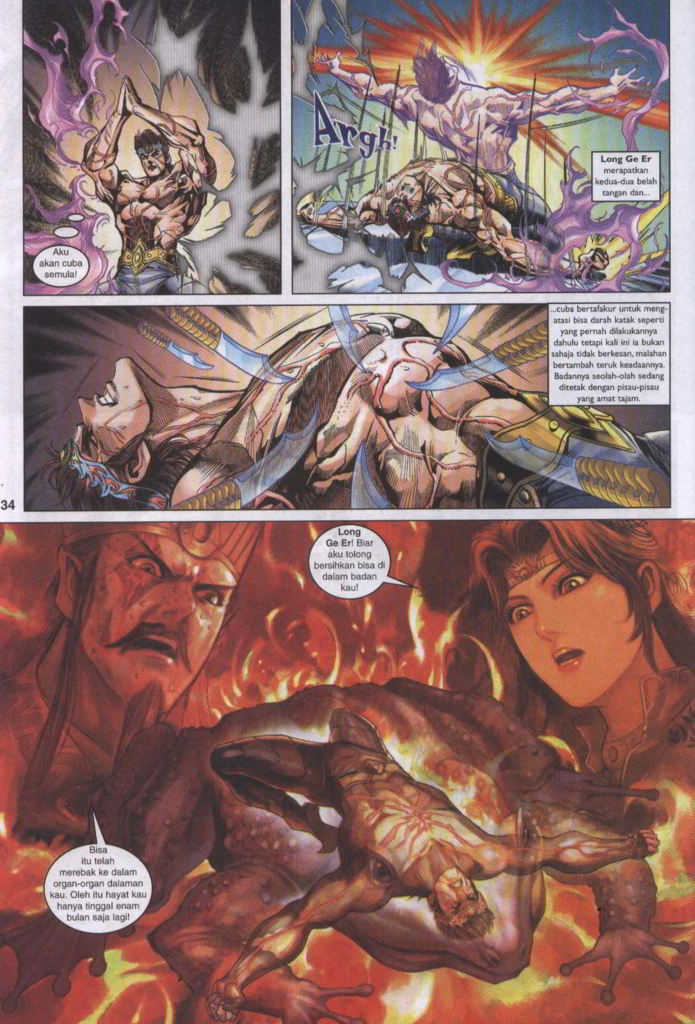 Aku
akan cuba
semula!
Argh!
Long Ge Er
merapatkan
kedua-dua belah
tangan dan...
...cuba bertafakur untuk meng-
atasi bisa darah katak seperti
yang pernah dilakukannya
dahulu tetapi kali ini ia bukan
sahaja tidak berkesan, malahan
bertambah teruk keadaannya.
Badannya seolah-olah sedang
ditetak dengan pisau-pisau
yang amat tajam.
34
Long
Ge Er! Biar
aku tolong
bersihkan bisa di
dalam badan
kau!
Bisa
itu telah
merebak ke dalam
organ-organ dalaman
kau. Oleh itu hayat kau
hanya tinggal enam
bulan saja lagi!